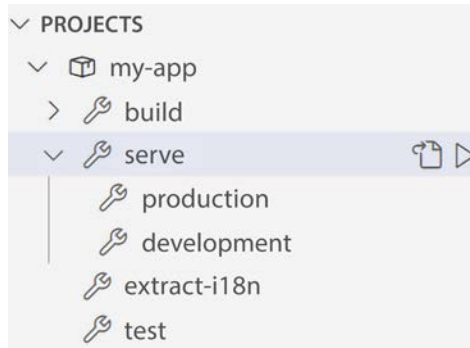 PROJECTS
my-app
build
serve
production
development
extract-i18n
test